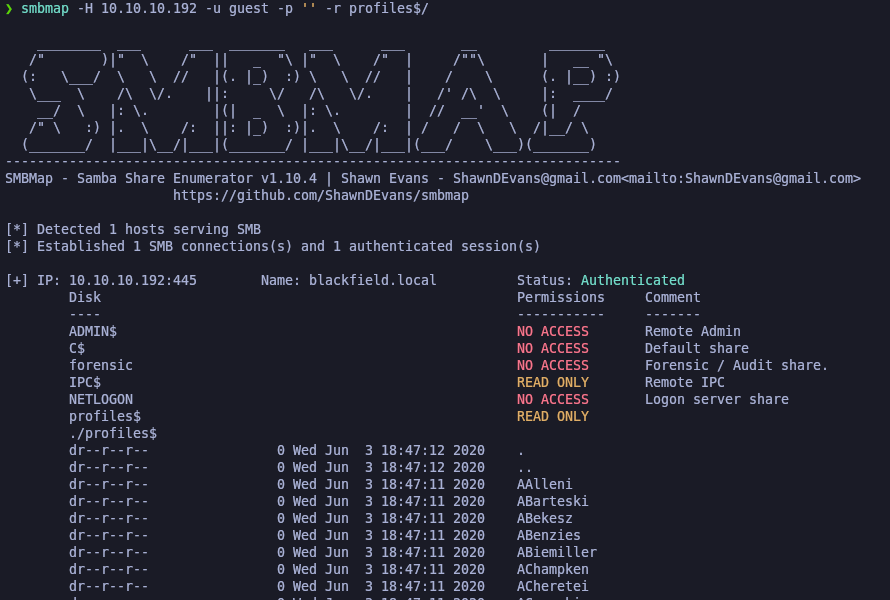 ❯ smbmap -H 10.10.10.192 -u guest -p '' -r profiles$/
SMBMap - Samba Share Enumerator v1.10.4 | Shawn Evans - ShawnDEvans@gmail.com<mailto:ShawnDEvans@gmail.com>
https://github.com/ShawnDEvans/smbmap
[*] Detected 1 hosts serving SMB
[*] Established 1 SMB connections(s) and 1 authenticated session(s)
[+] IP: 10.10.10.192:445 Name: blackfield.local Status: Authenticated
Disk Permissions Comment
---- ----------- -------
ADMIN$ NO ACCESS Remote Admin
C$ NO ACCESS Default share
forensic NO ACCESS Forensic / Audit share.
IPC$ READ ONLY Remote IPC
NETLOGON NO ACCESS Logon server share
profiles$ READ ONLY
./profiles$
dr--r--r-- 0 Wed Jun 3 18:47:12 2020 .
dr--r--r-- 0 Wed Jun 3 18:47:12 2020 ..
dr--r--r-- 0 Wed Jun 3 18:47:11 2020 AAlleni
dr--r--r-- 0 Wed Jun 3 18:47:11 2020 ABarteski
dr--r--r-- 0 Wed Jun 3 18:47:11 2020 ABekesz
dr--r--r-- 0 Wed Jun 3 18:47:11 2020 ABenzies
dr--r--r-- 0 Wed Jun 3 18:47:11 2020 ABiemiller
dr--r--r-- 0 Wed Jun 3 18:47:11 2020 AChampken
dr--r--r-- 0 Wed Jun 3 18:47:11 2020 ACheretei